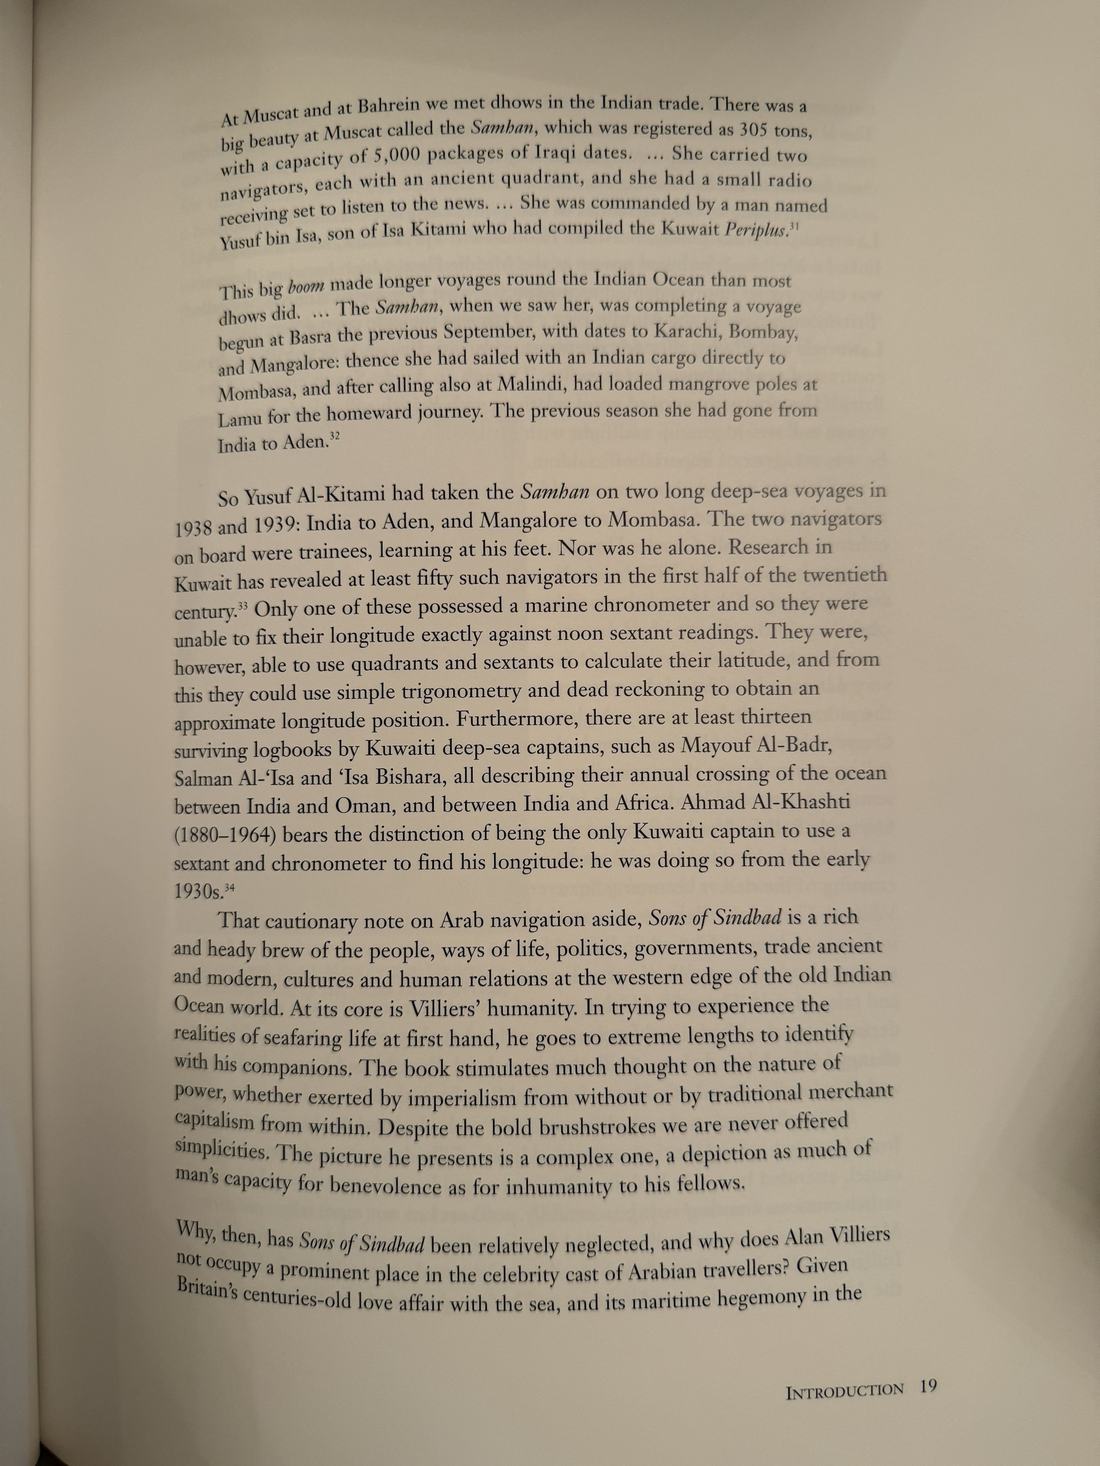 At Muscat and at Bahrein we met dhows in the Indian trade. There was a
big beauty at Muscat called the Samhan, which was registered as 305 tons,
with a capacity of 5,000 packages of Iraqi dates. ... She carried two
navigators, each with an ancient quadrant, and she had a small radio
receiving set to listen to the news. ... She was commanded by a man named
Yusuf bin Isa, son of Isa Kitami who had compiled the Kuwait Periplus.³¹
This big boom made longer voyages round the Indian Ocean than most
dhows did. ... The Samhan, when we saw her, was completing a voyage
begun at Basra the previous September, with dates to Karachi, Bombay,
and Mangalore: thence she had sailed with an Indian cargo directly to
Mombasa, and after calling also at Malindi, had loaded mangrove poles at
Lamu for the homeward journey. The previous season she had gone from
India to Aden.³²
So Yusuf Al-Kitami had taken the Samhan on two long deep-sea voyages in
1938 and 1939: India to Aden, and Mangalore to Mombasa. The two navigators
on board were trainees, learning at his feet. Nor was he alone. Research in
Kuwait has revealed at least fifty such navigators in the first half of the twentieth
century.³³ Only one of these possessed a marine chronometer and so they were
unable to fix their longitude exactly against noon sextant readings. They were,
however, able to use quadrants and sextants to calculate their latitude, and from
this they could use simple trigonometry and dead reckoning to obtain an
approximate longitude position. Furthermore, there are at least thirteen
surviving logbooks by Kuwaiti deep-sea captains, such as Mayouf Al-Badr,
Salman Al-‘Isa and ‘Isa Bishara, all describing their annual crossing of the ocean
between India and Oman, and between India and Africa. Ahmad Al-Khashti
(1880–1964) bears the distinction of being the only Kuwaiti captain to use a
sextant and chronometer to find his longitude: he was doing so from the early
1930s.³⁴
That cautionary note on Arab navigation aside, Sons of Sindbad is a rich
and heady brew of the people, ways of life, politics, governments, trade ancient
and modern, cultures and human relations at the western edge of the old Indian
Ocean world. At its core is Villiers’ humanity. In trying to experience the
realities of seafaring life at first hand, he goes to extreme lengths to identify
with his companions. The book stimulates much thought on the nature of
power, whether exerted by imperialism from without or by traditional merchant
capitalism from within. Despite the bold brushstrokes we are never offered
simplicities. The picture he presents is a complex one, a depiction as much of
man’s capacity for benevolence as for inhumanity to his fellows.
Why, then, has Sons of Sindbad been relatively neglected, and why does Alan Villiers
not occupy a prominent place in the celebrity cast of Arabian travellers? Given
Britain’s centuries-old love affair with the sea, and its maritime hegemony in the
INTRODUCTION 19